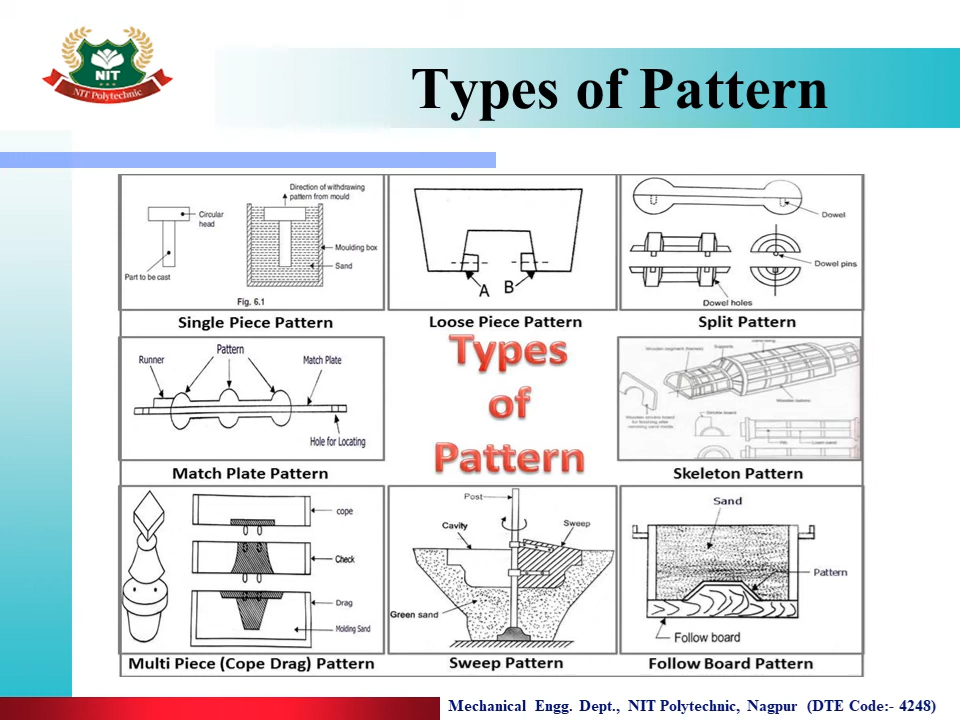 NIT
NIT Polytechnic
Types of Pattern
Direction of withdrawing
pattern from mould
Circular
head
Moulding box
Sand
Part to be cast
Fig. 6.1
Single Piece Pattern
A B
Loose Piece Pattern
Dowel
Dowel pins
Dowel holes
Split Pattern
Runner
Pattern
Match Plate
Hole for Locating
Match Plate Pattern
Types
of
Pattern
Wooden segment (frames)
Supports
Skeleton Pattern
cope
Check
Drag
Molding Sand
Multi Piece (Cope Drag) Pattern
Post
Cavity
Sweep
Green sand
Sweep Pattern
Sand
Pattern
Follow board
Follow Board Pattern
Mechanical Engg. Dept., NIT Polytechnic, Nagpur (DTE Code:- 4248)